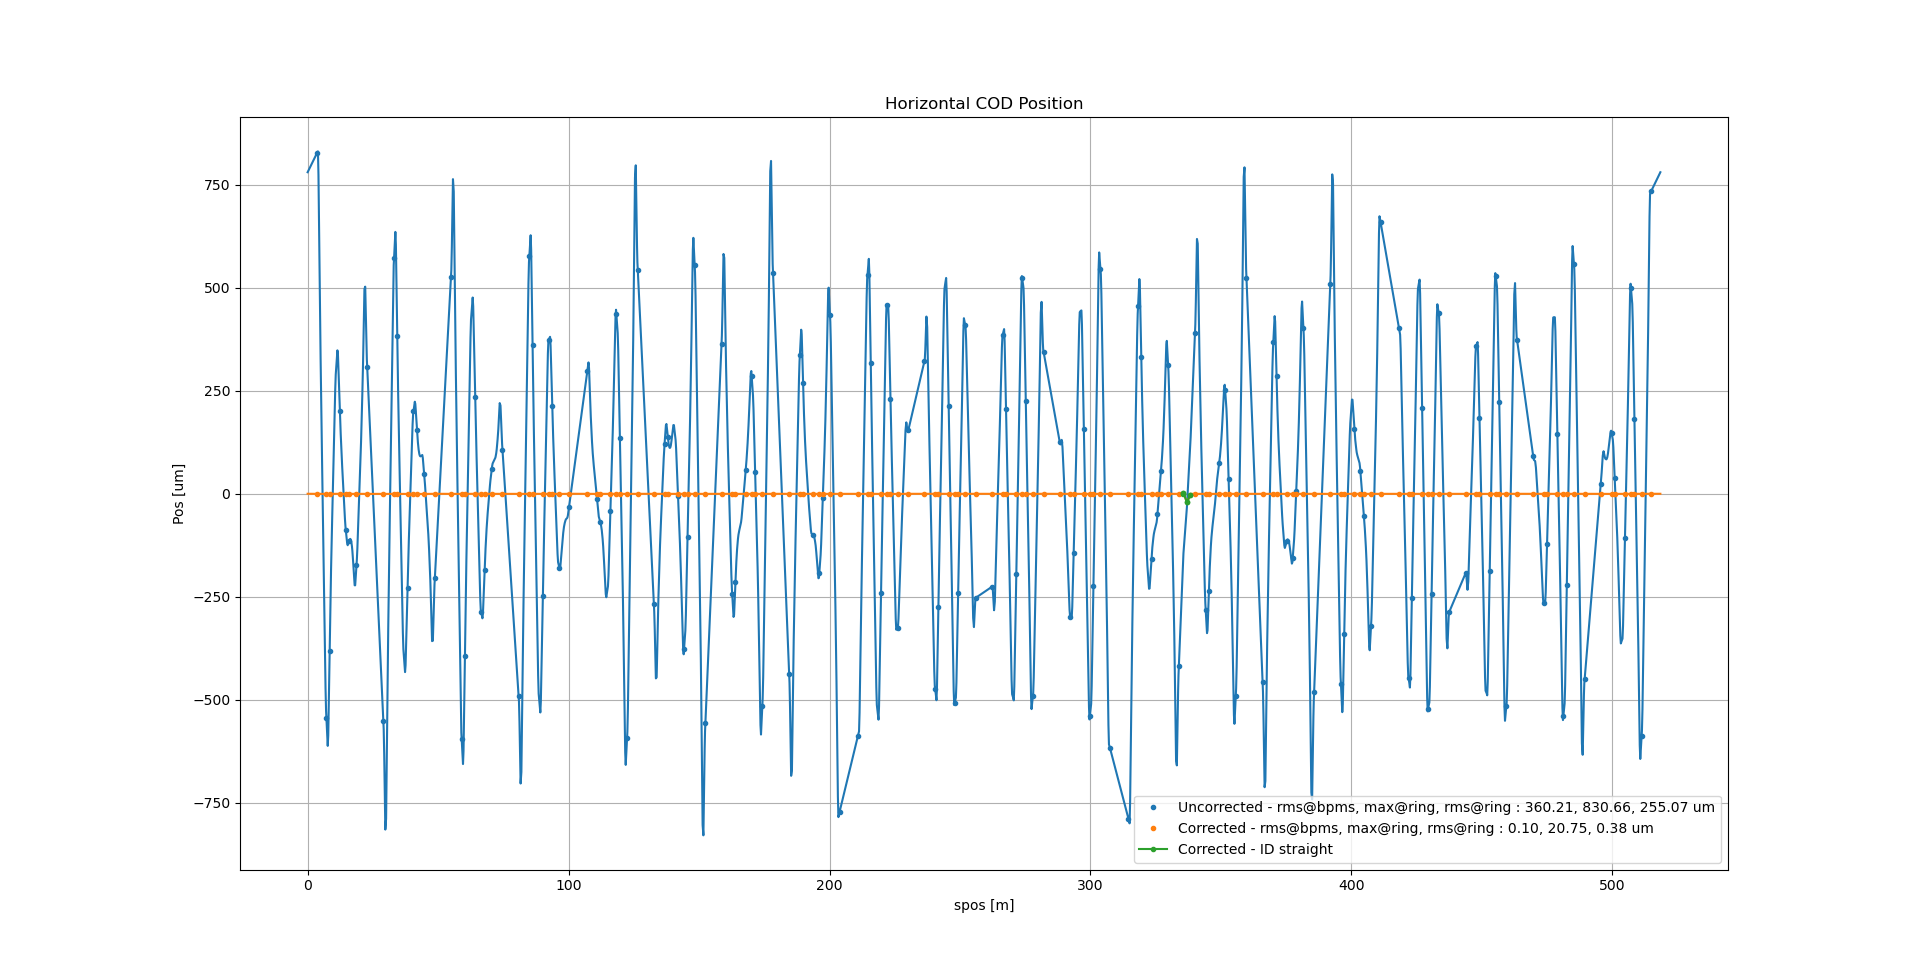 Horizontal COD Position
Pos [um]
750
500
250
0
−250
−500
−750
Uncorrected - rms@bpms, max@ring, rms@ring : 360.21, 830.66, 255.07 um
Corrected - rms@bpms, max@ring, rms@ring : 0.10, 20.75, 0.38 um
Corrected - ID straight
0 100 200 300 400 500
spos [m]